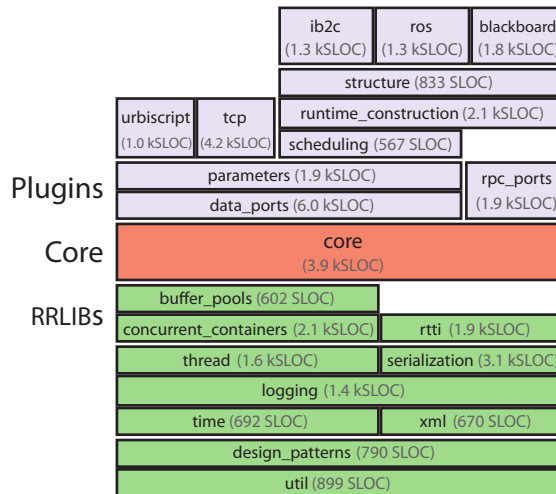 ib2c
(1.3 kSLOC)
ros
(1.3 kSLOC)
blackboard
(1.8 kSLOC)
structure (833 SLOC)
urbiscript
(1.0 kSLOC)
tcp
(4.2 kSLOC)
runtime_construction (2.1 kSLOC)
scheduling (567 SLOC)
Plugins
parameters (1.9 kSLOC)
data_ports (6.0 kSLOC)
rpc_ports
(1.9 kSLOC)
Core
core
(3.9 kSLOC)
RRLIBs
buffer_pools (602 SLOC)
concurrent_containers (2.1 kSLOC)
rtti (1.9 kSLOC)
thread (1.6 kSLOC)
serialization (3.1 kSLOC)
logging (1.4 kSLOC)
time (692 SLOC)
xml (670 SLOC)
design_patterns (790 SLOC)
util (899 SLOC)